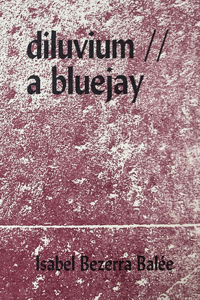 diluvium //
a bluejay
Isabel Bezerra Balée